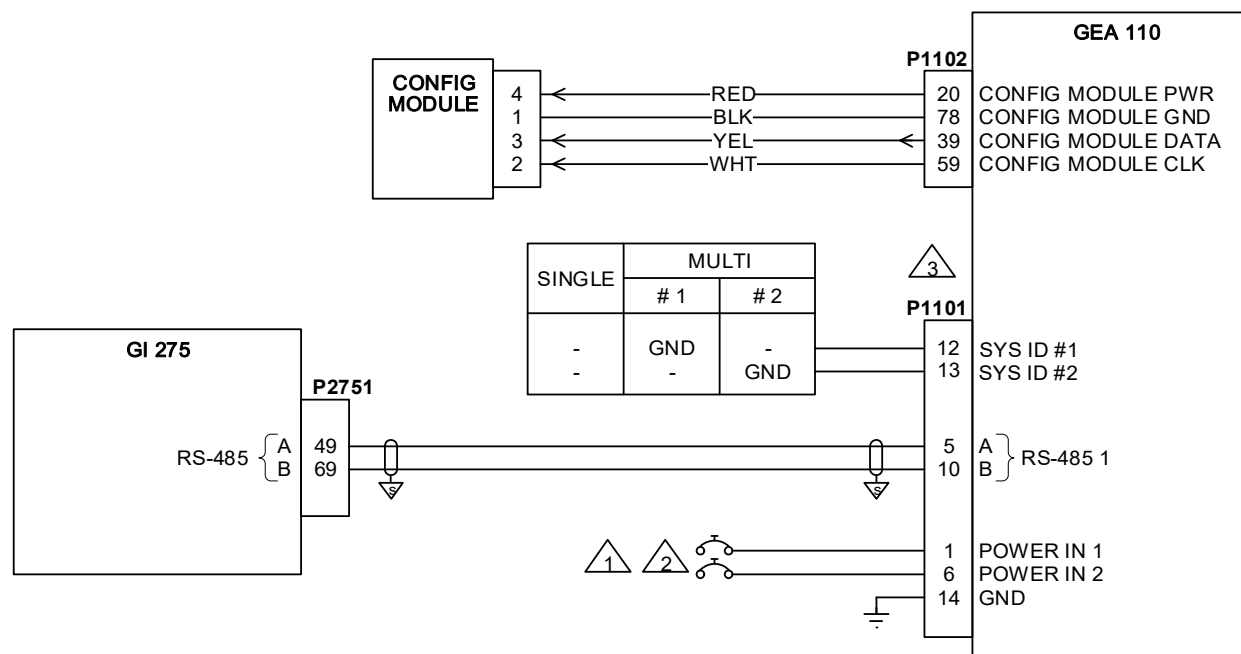 GEA 110
P1102
CONFIG MODULE
4 RED 20 CONFIG MODULE PWR
1 BLK 78 CONFIG MODULE GND
3 YEL 39 CONFIG MODULE DATA
2 WHT 59 CONFIG MODULE CLK
SINGLE MULTI
# 1 # 2
- GND -
- - GND
3
P1101
12 SYS ID #1
13 SYS ID #2
GI 275
P2751
RS-485 A 49 5 A RS-485 1
B 69 10 B
S S
1 2
1 POWER IN 1
6 POWER IN 2
14 GND